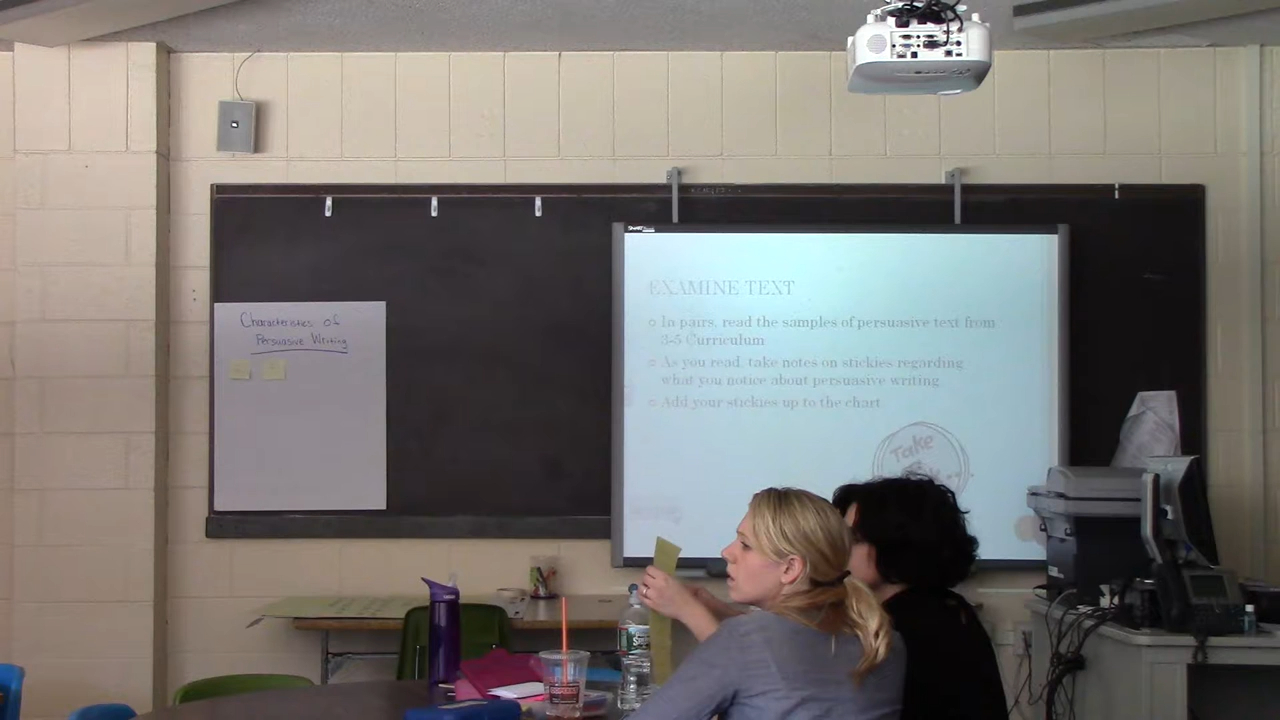 Characteristics of
Persuasive Writing
EXAMINE TEXT
In pairs, read the samples of persuasive text from
3-5 Curriculum
As you read, take notes on stickies regarding
what you notice about persuasive writing
Add your stickies up to the chart
Take